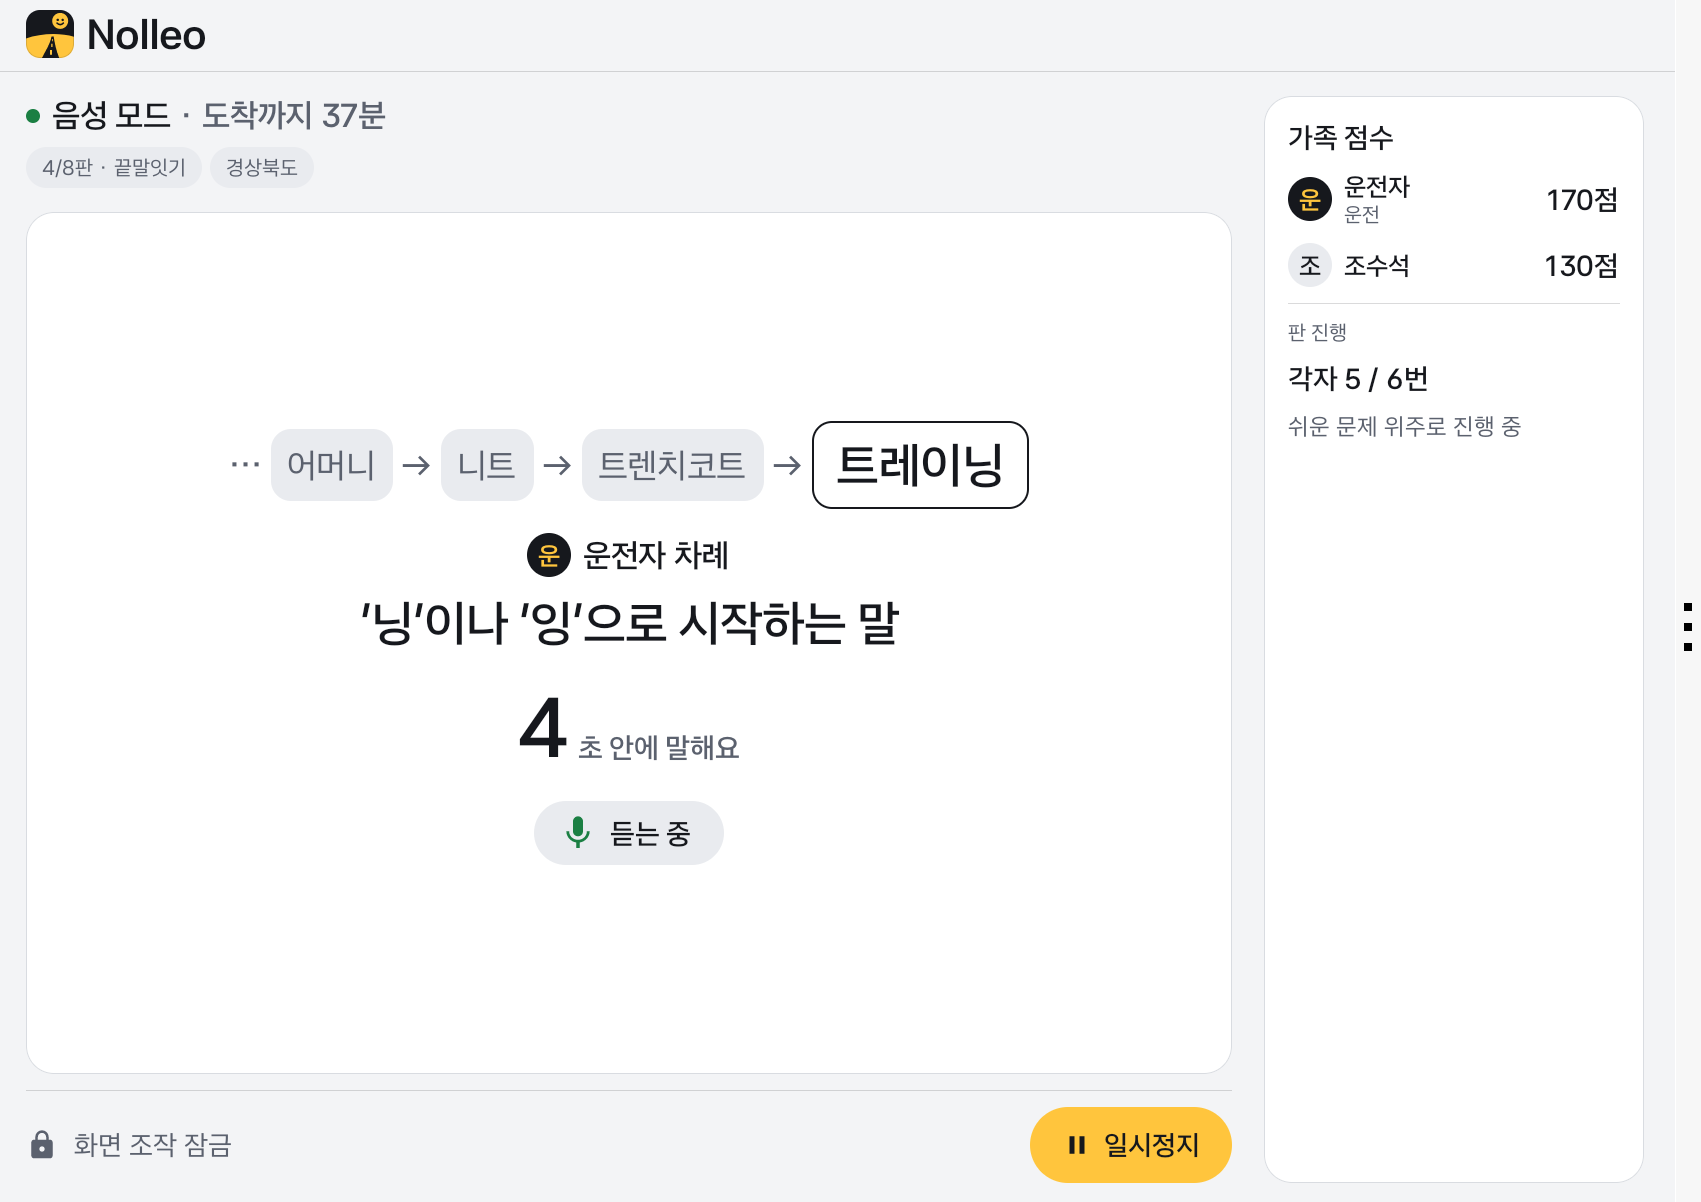 Nolleo
음성 모드 · 도착까지 37분
4/8판 · 끝말잇기 경상북도
… 어머니 → 니트 → 트렌치코트 → 트레이닝
운 운전자 차례
'닝'이나 '잉'으로 시작하는 말
4 초 안에 말해요
듣는 중
화면 조작 잠금
일시정지
가족 점수
운 운전자 170점
운전
조 조수석 130점
판 진행
각자 5 / 6번
쉬운 문제 위주로 진행 중